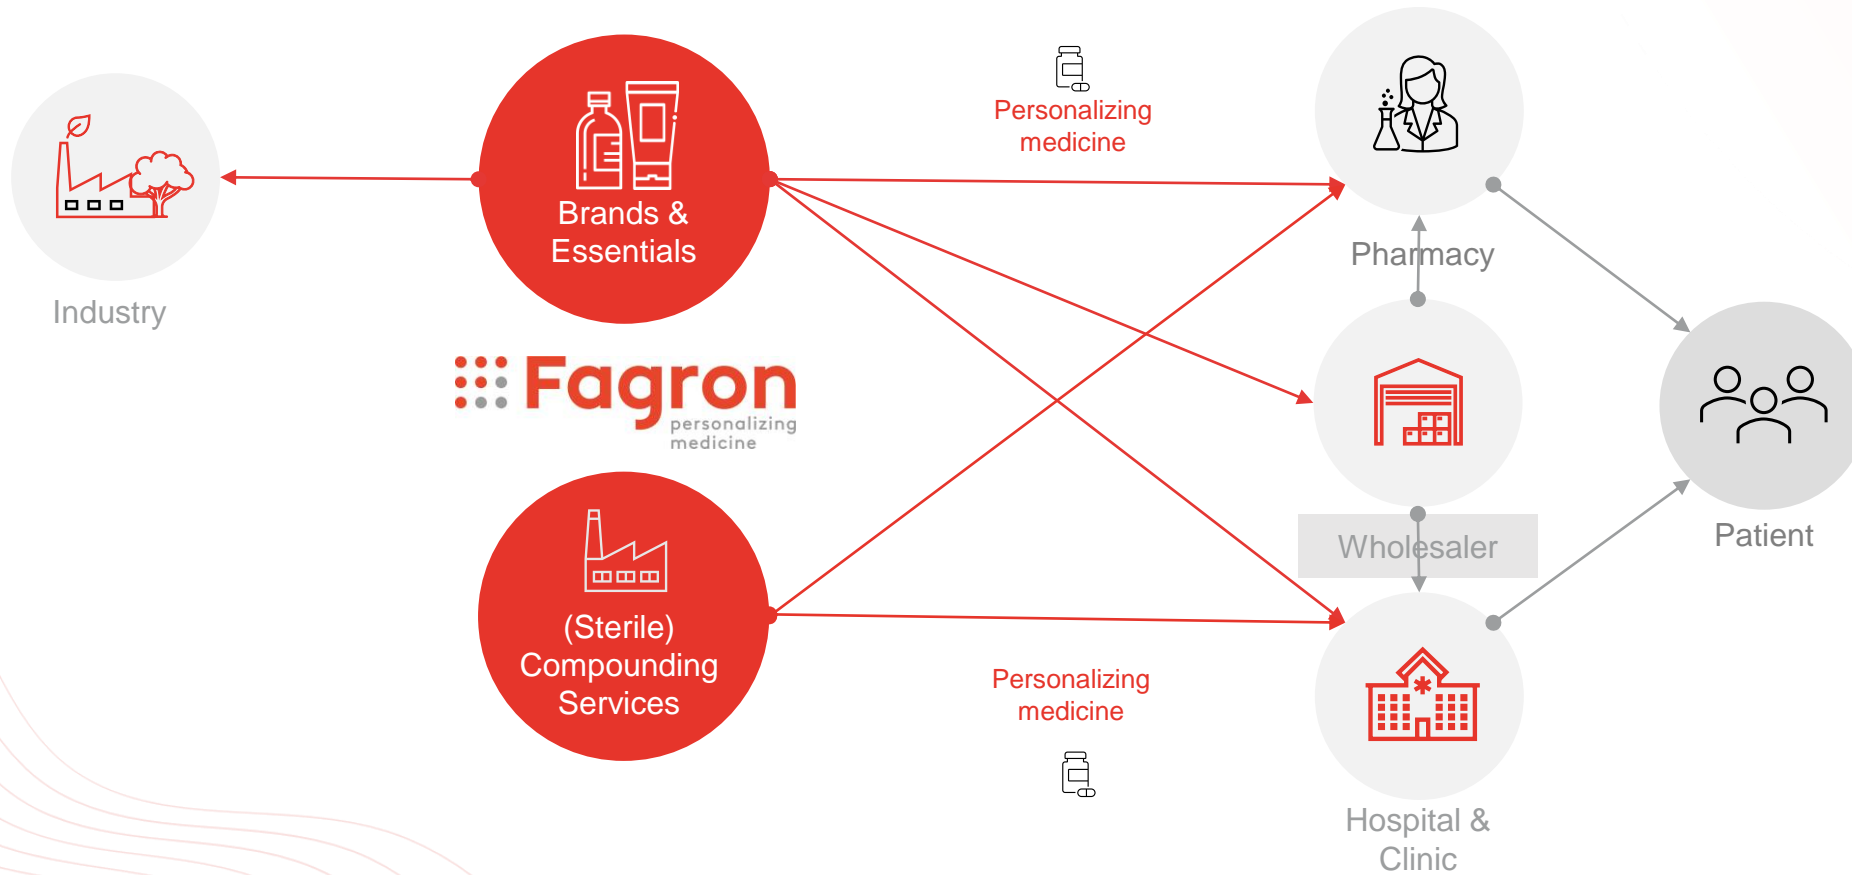 Personalizing
medicine
Brands &
Essentials
Pharmacy
Industry
Fagron
personalizing
medicine
Wholesaler
Patient
(Sterile)
Compounding
Services
Personalizing
medicine
Hospital &
Clinic